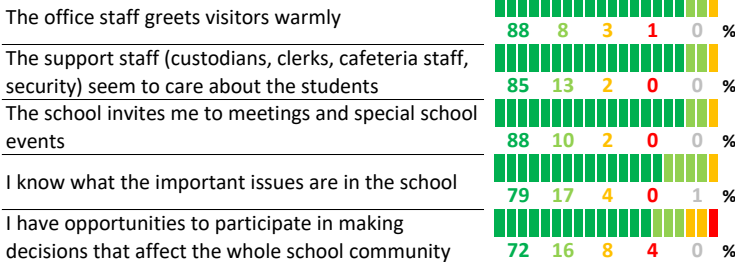 The office staff greets visitors warmly
88 8 3 1 0 %
The support staff (custodians, clerks, cafeteria staff,
security) seem to care about the students
85 13 2 0 0 %
The school invites me to meetings and special school
events
88 10 2 0 0 %
I know what the important issues are in the school
79 17 4 0 1 %
I have opportunities to participate in making
decisions that affect the whole school community
72 16 8 4 0 %